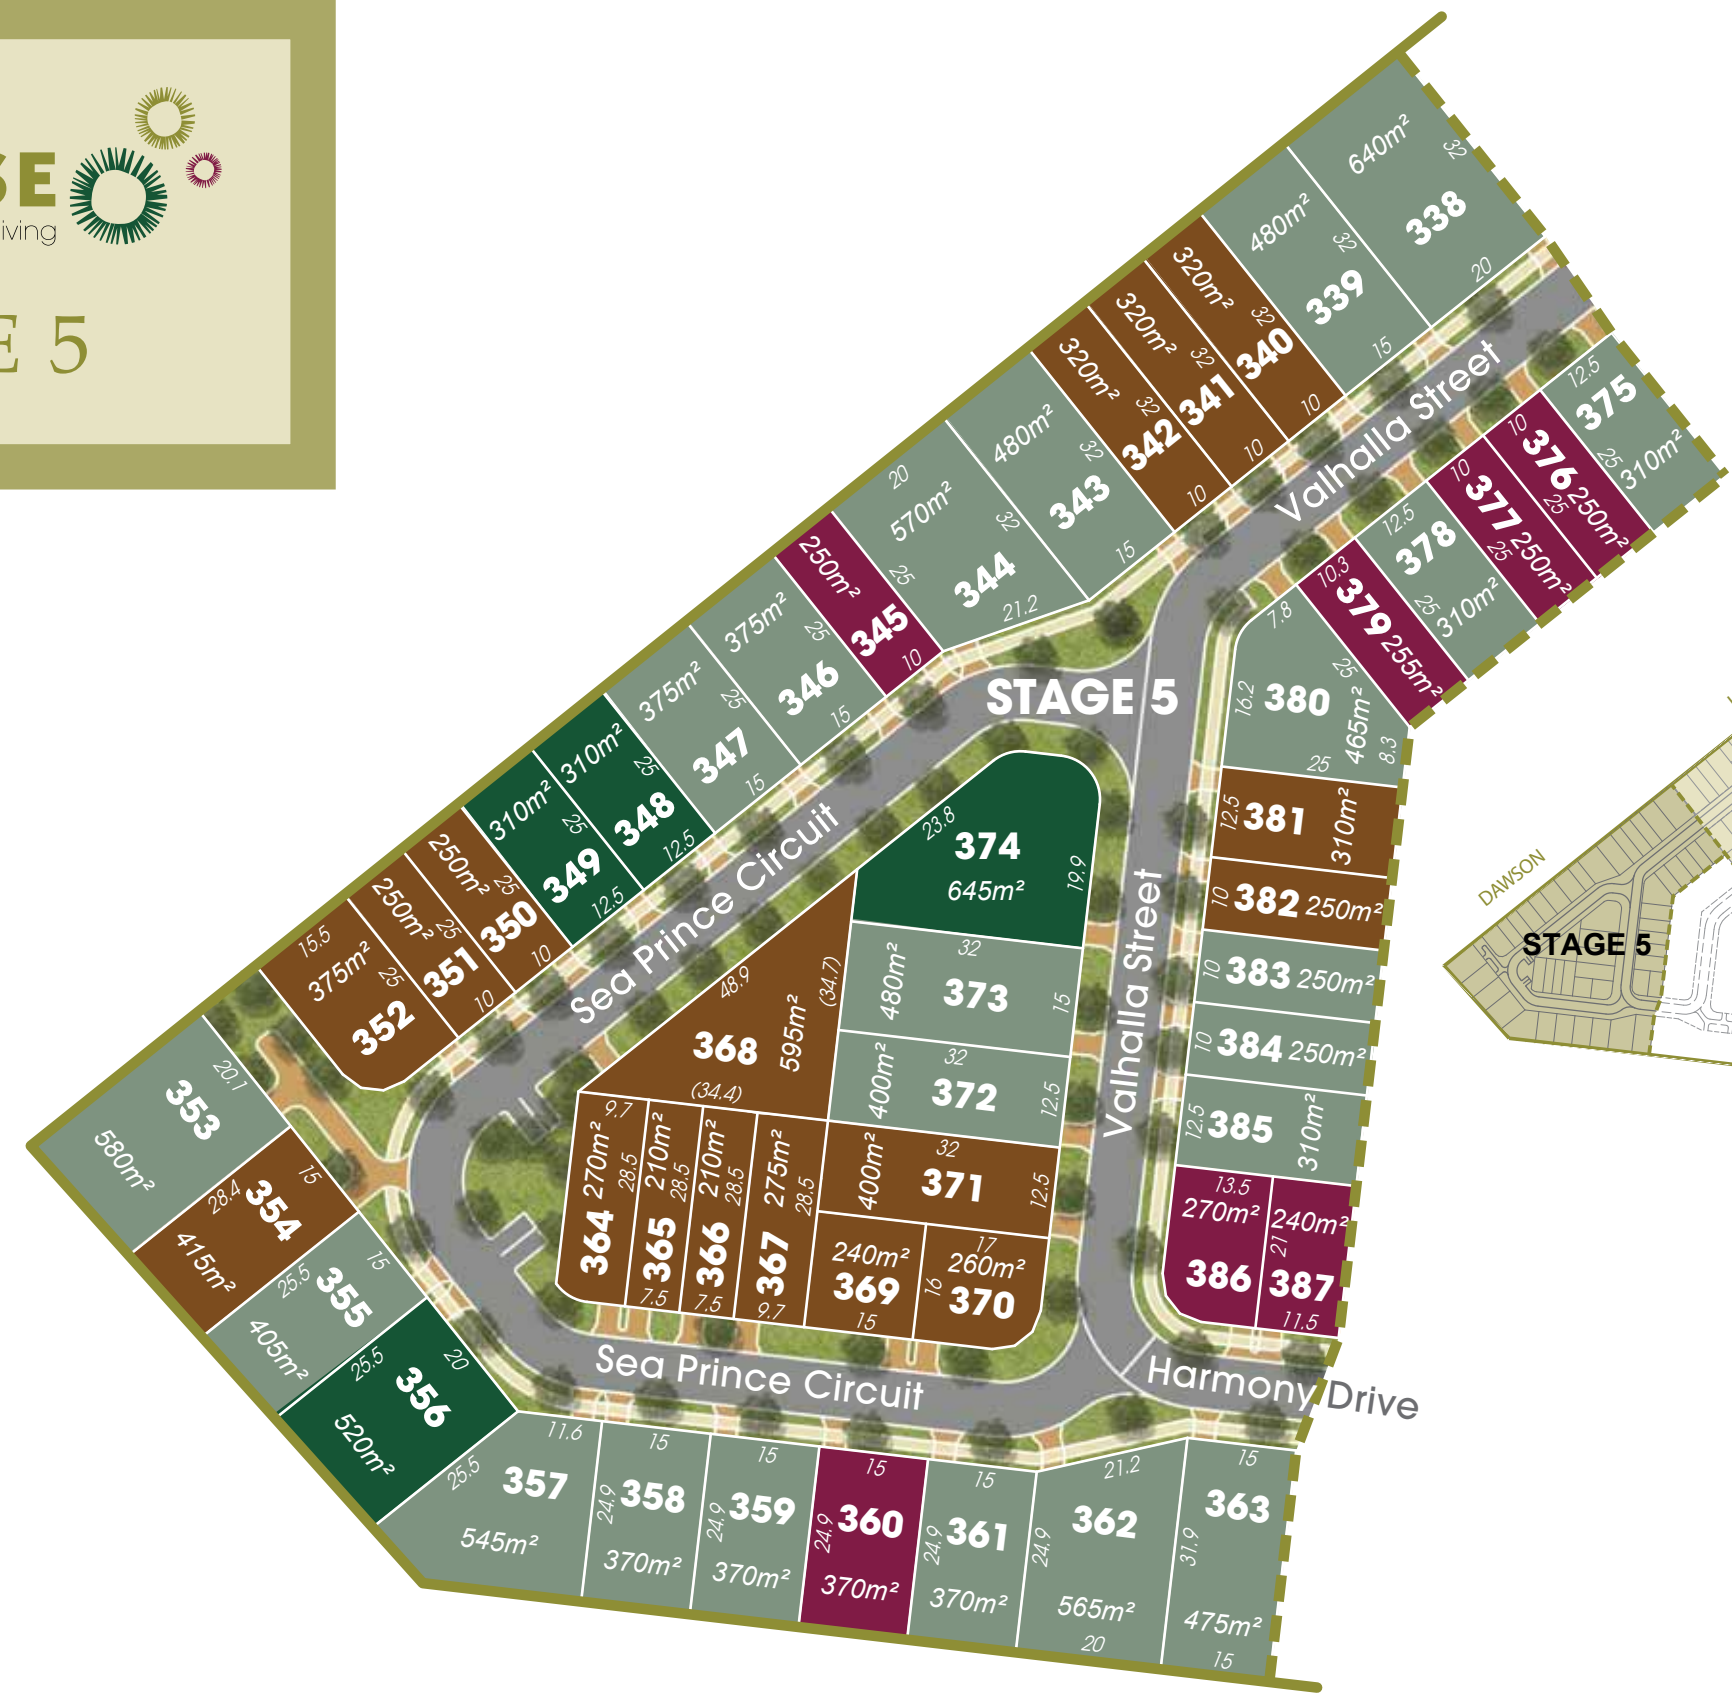 SE
iving
E 5
640m²
32
338
20
480m²
32
339
15
320m²
32
340
10
320m²
32
341
10
320m²
32
342
10
480m²
32
343
15
20
570m²
32
344
25
21.2
250m²
345
10
375m²
25
346
15
375m²
25
347
15
310m²
25
348
12.5
310m²
25
349
12.5
250m²
25
350
10
250m²
25
351
10
15.5
375m²
25
352
20.1
353
580m²
15
28.4
354
415m²
15
25.5
355
405m²
20
25.5
356
520m²
11.6
25.5
357
545m²
15
24.9
358
370m²
15
24.9
359
370m²
15
24.9
360
370m²
15
24.9
361
370m²
21.2
24.9
362
565m²
20
15
363
31.9
475m²
15
9.7
364 270m²
28.5
365 210m²
28.5
7.5
366 210m²
28.5
7.5
367 275m²
28.5
9.7
48.9
368
595m²
(34.7)
(34.4)
240m²
369
15
17
260m²
16
370
32
400m²
371
12.5
32
400m²
372
12.5
32
480m²
373
15
23.8
374
645m²
19.9
12.5
375
25
310m²
10
376 250m²
25
10
377 250m²
25
12.5
378
25
310m²
10.3
379 255m²
7.8
25
16.2
380
465m²
8.3
25
12.5
381
310m²
10
382 250m²
10
383 250m²
10
384 250m²
12.5
385
310m²
13.5
270m²
386
240m²
21
387
11.5
Valhalla Street
STAGE 5
Sea Prince Circuit
Valhalla Street
Sea Prince Circuit
Harmony Drive
DAWSON
STAGE 5